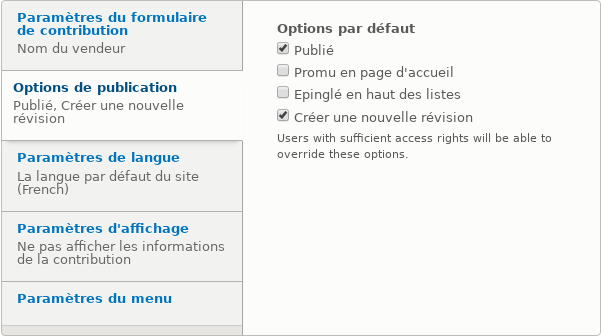 Paramètres du formulaire
de contribution
Nom du vendeur
Options de publication
Publié, Créer une nouvelle
révision
Paramètres de langue
La langue par défaut du site
(French)
Paramètres d'affichage
Ne pas afficher les informations
de la contribution
Paramètres du menu
Options par défaut
Publié
Promu en page d'accueil
Epinglé en haut des listes
Créer une nouvelle révision
Users with sufficient access rights will be able to
override these options.